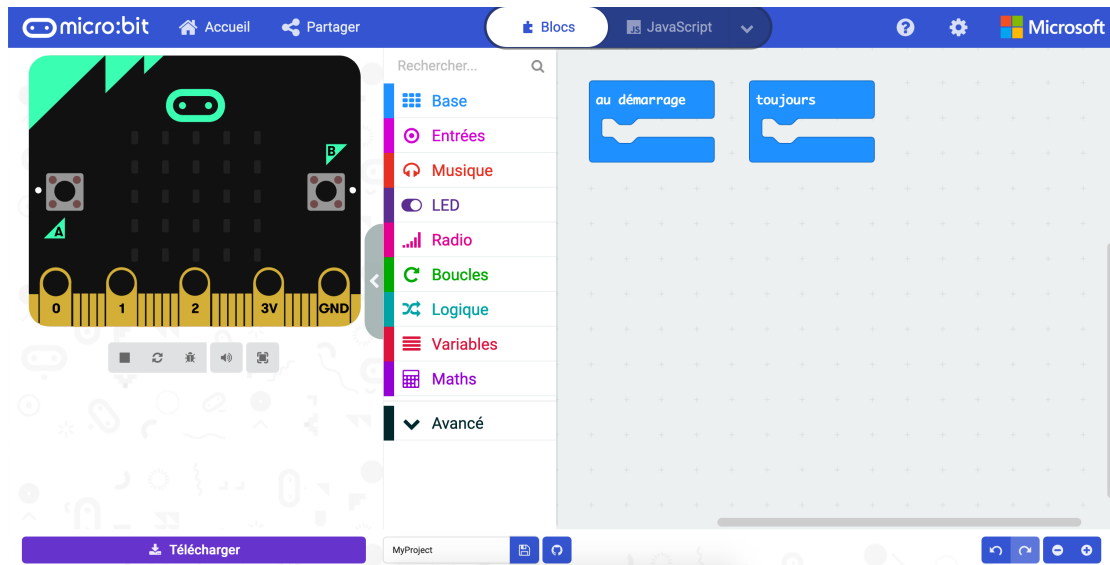 micro:bit Accueil Partager Blocs JS JavaScript ? Microsoft
Rechercher...
Base
Entrées
Musique
LED
Radio
Boucles
Logique
Variables
Maths
Avancé
B
A
0 1 2 3V GND
au démarrage
toujours
Télécharger
MyProject